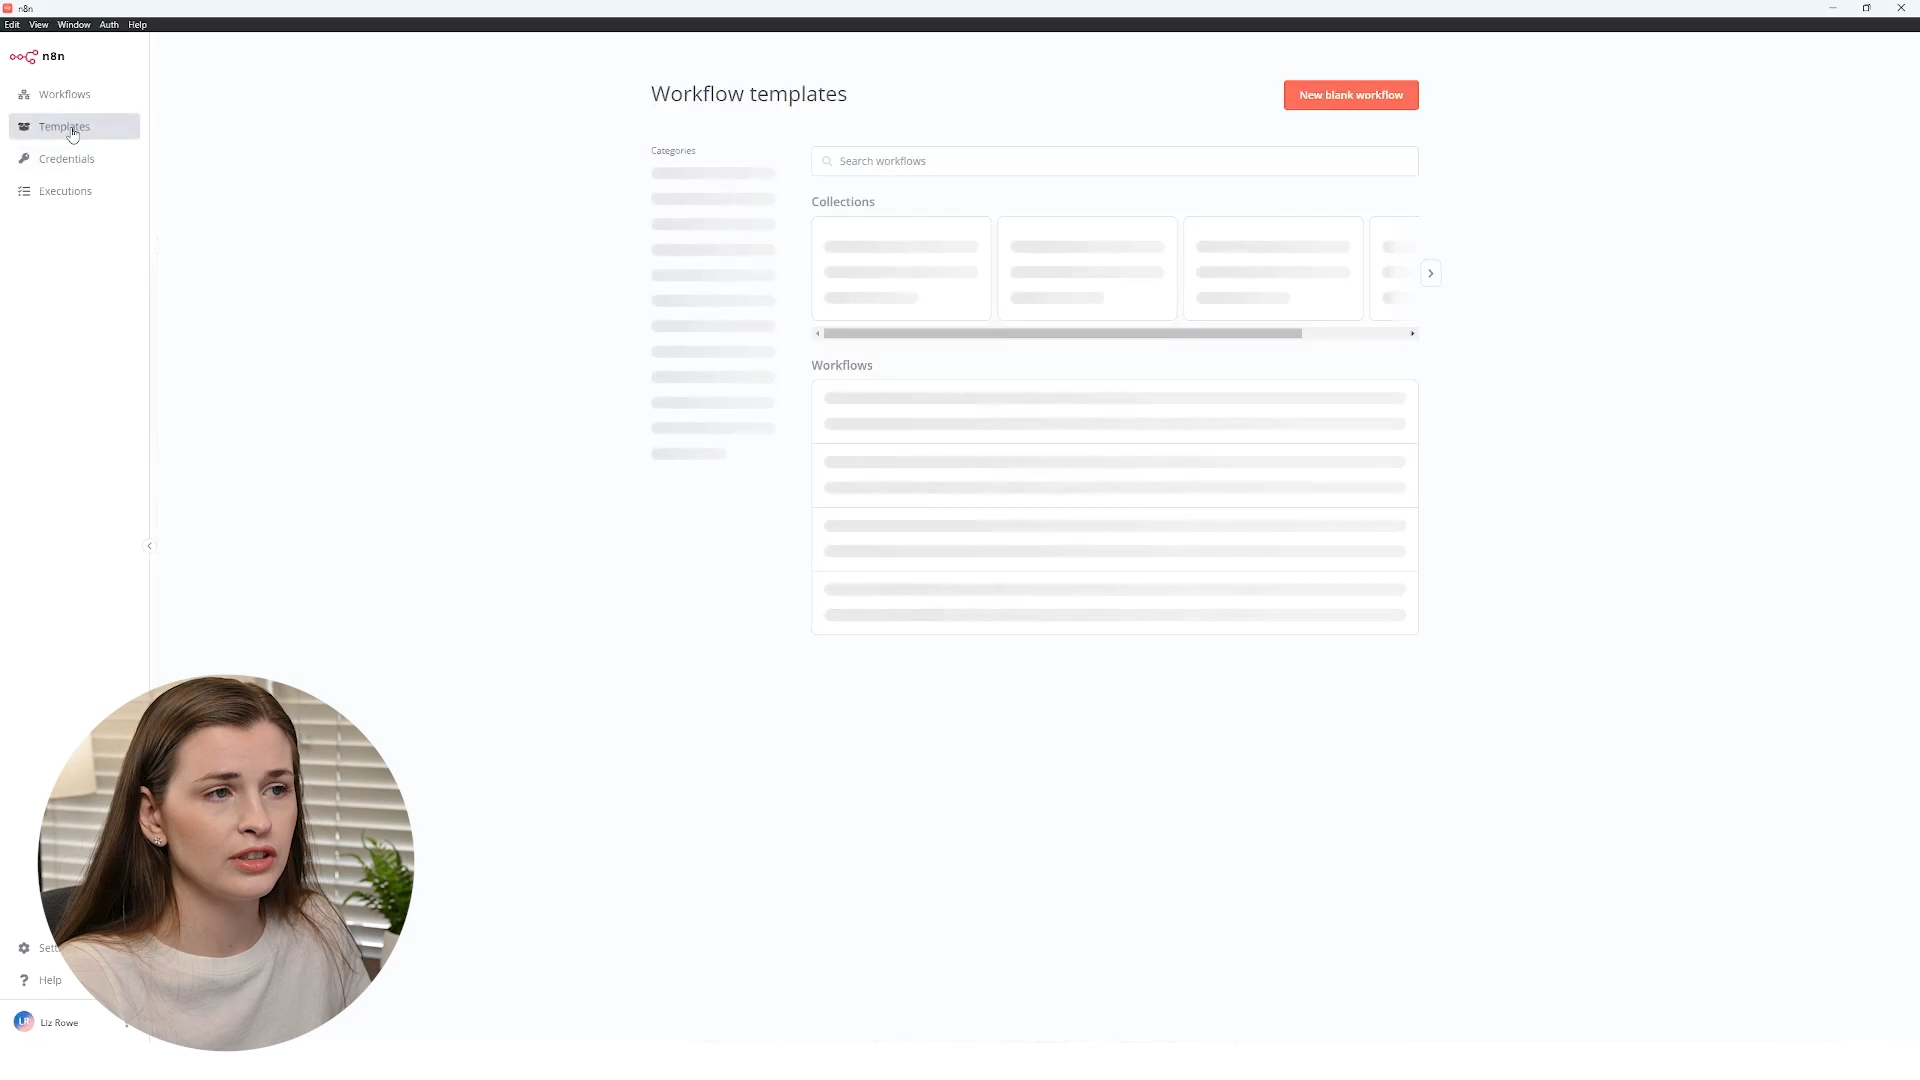 n8n
Edit View Window Auth Help
n8n
Workflows
Templates
Credentials
Executions
Workflow templates
New blank workflow
Categories
Search workflows
Collections
Workflows
Help
LR Liz Rowe